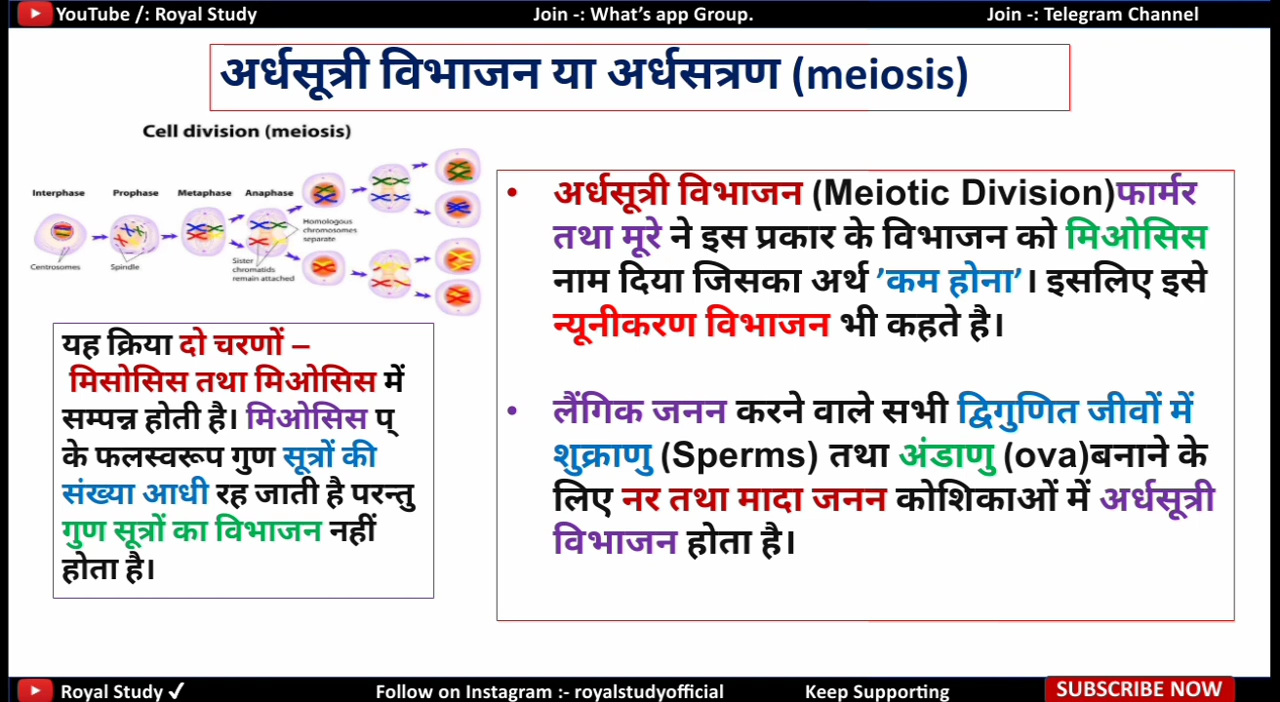 YouTube /: Royal Study
Join -: What's app Group.
Join -: Telegram Channel
अर्धसूत्री विभाजन या अर्धसत्रण (meiosis)
Cell division (meiosis)
Interphase
Prophase
Metaphase
Anaphase
Homologous
chromosomes
separate
Centrosomes
Spindle
Sister
chromatids
remain attached
यह क्रिया दो चरणों –
मिसोसिस तथा मिओसिस में
सम्पन्न होती है। मिओसिस प्
के फलस्वरूप गुण सूत्रों की
संख्या आधी रह जाती है परन्तु
गुण सूत्रों का विभाजन नहीं
होता है।
• अर्धसूत्री विभाजन (Meiotic Division)फार्मर
तथा मूरे ने इस प्रकार के विभाजन को मिओसिस
नाम दिया जिसका अर्थ ’कम होना’। इसलिए इसे
न्यूनीकरण विभाजन भी कहते है।
• लैंगिक जनन करने वाले सभी द्विगुणित जीवों में
शुक्राणु (Sperms) तथा अंडाणु (ova)बनाने के
लिए नर तथा मादा जनन कोशिकाओं में अर्धसूत्री
विभाजन होता है।
Royal Study ✓
Follow on Instagram :- royalstudyofficial
Keep Supporting
SUBSCRIBE NOW